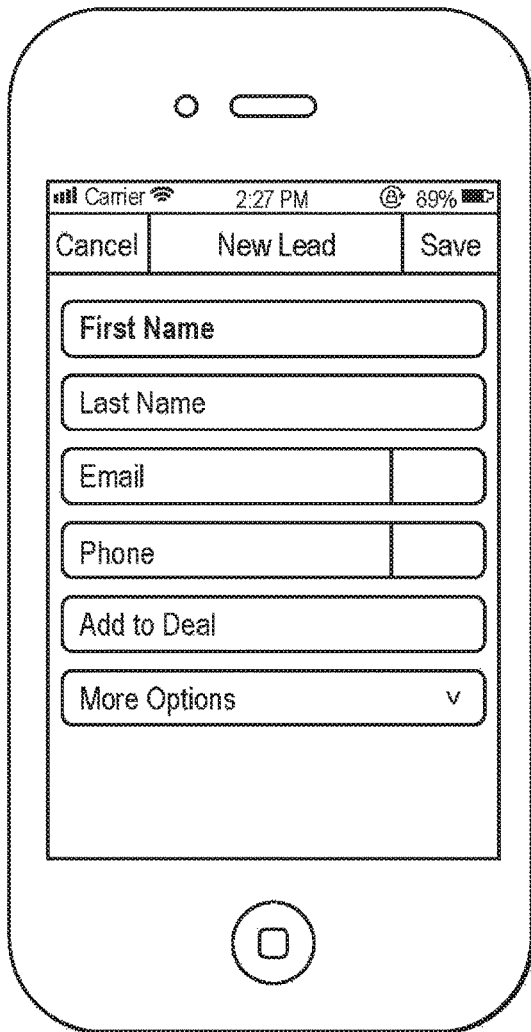 Carrier 2:27 PM 89%
Cancel New Lead Save
First Name
Last Name
Email
Phone
Add to Deal
More Options v